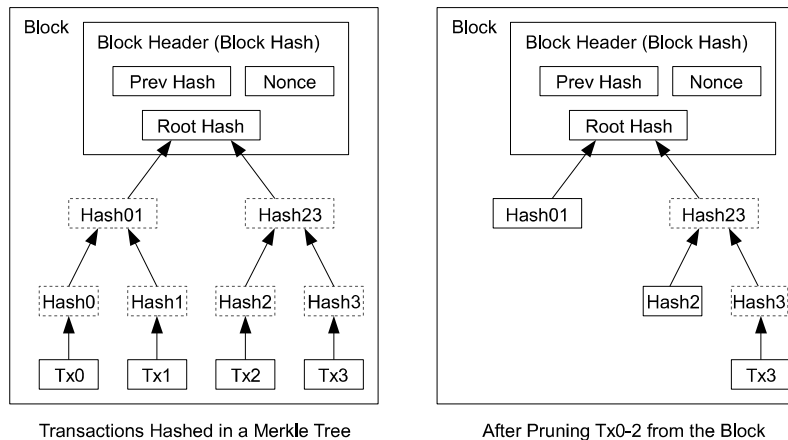 Block
Block Header (Block Hash)
Prev Hash
Nonce
Root Hash
Hash01
Hash23
Hash0
Hash1
Hash2
Hash3
Tx0
Tx1
Tx2
Tx3
Transactions Hashed in a Merkle Tree
Block
Block Header (Block Hash)
Prev Hash
Nonce
Root Hash
Hash01
Hash23
Hash2
Hash3
Tx3
After Pruning Tx0-2 from the Block